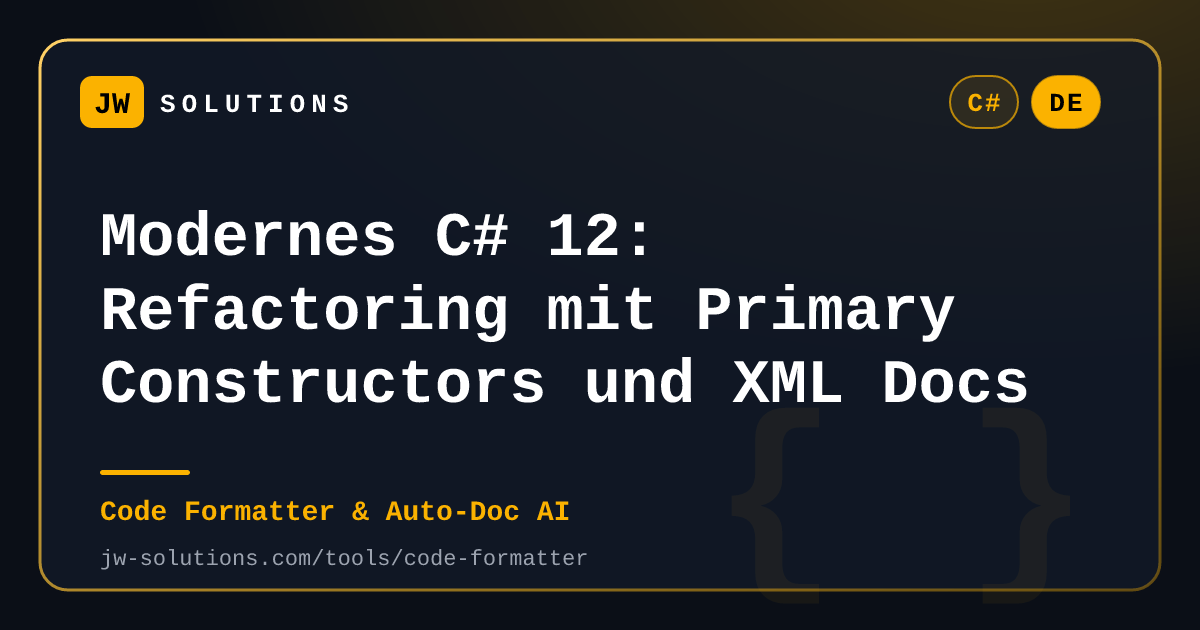 JW SOLUTIONS
C# DE
Modernes C# 12:
Refactoring mit Primary
Constructors und XML Docs
Code Formatter & Auto-Doc AI
jw-solutions.com/tools/code-formatter
{ }